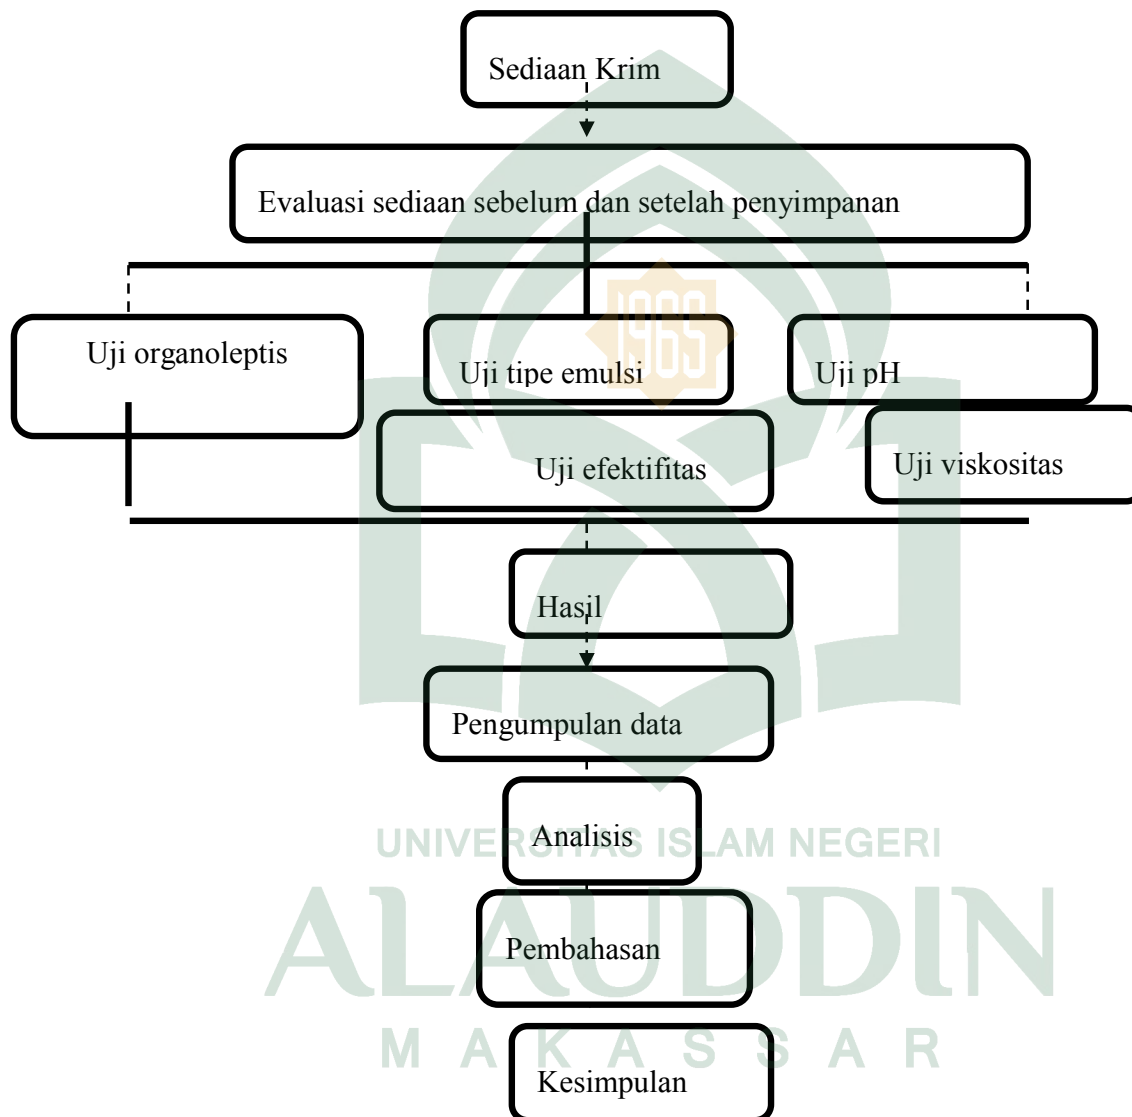 Sediaan Krim
Evaluasi sediaan sebelum dan setelah penyimpanan
1965
Uji organoleptis
Uji tipe emulsi
Uji pH
Uji efektifitas
Uji viskositas
Hasil
Pengumpulan data
Analisis
UNIVERSITAS ISLAM NEGERI
ALAUDDIN
Pembahasan
MAKASSAR
Kesimpulan